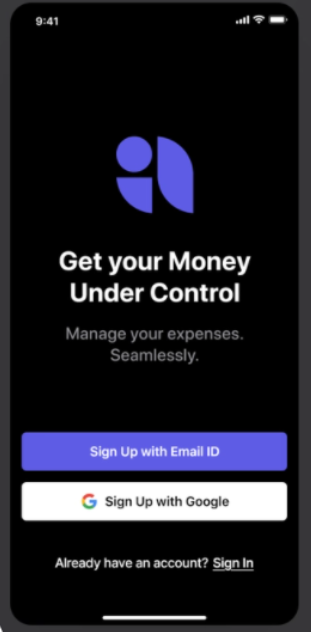 9:41
Get your Money
Under Control
Manage your expenses.
Seamlessly.
Sign Up with Email ID
Sign Up with Google
Already have an account? Sign In